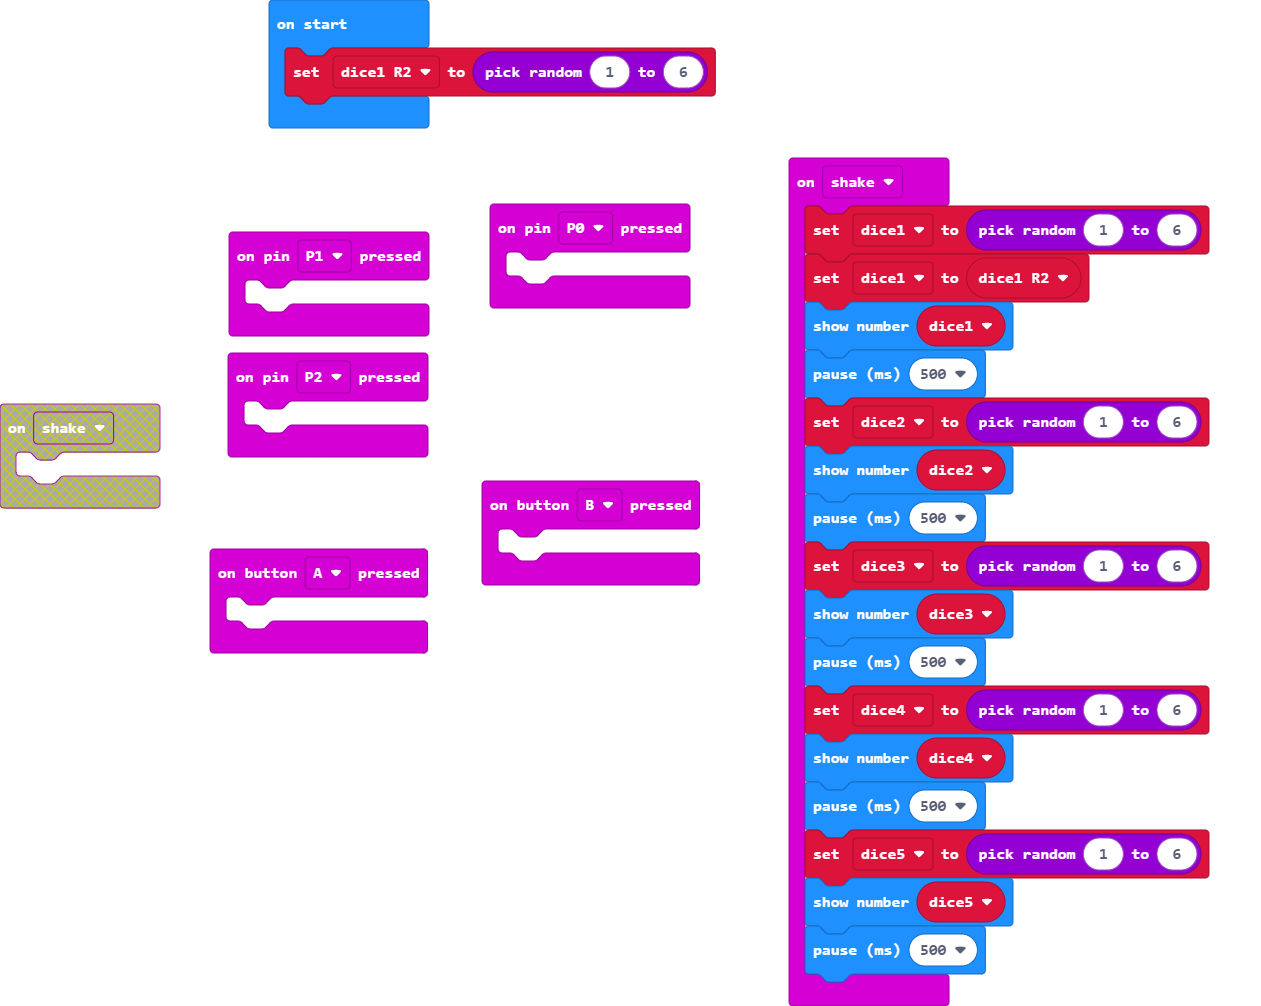 on start
set dice1 R2 to pick random 1 to 6
on shake
set dice1 to pick random 1 to 6
set dice1 to dice1 R2
show number dice1
pause (ms) 500
set dice2 to pick random 1 to 6
show number dice2
pause (ms) 500
set dice3 to pick random 1 to 6
show number dice3
pause (ms) 500
set dice4 to pick random 1 to 6
show number dice4
pause (ms) 500
set dice5 to pick random 1 to 6
show number dice5
pause (ms) 500
on pin P0 pressed
on pin P1 pressed
on pin P2 pressed
on shake
on button B pressed
on button A pressed